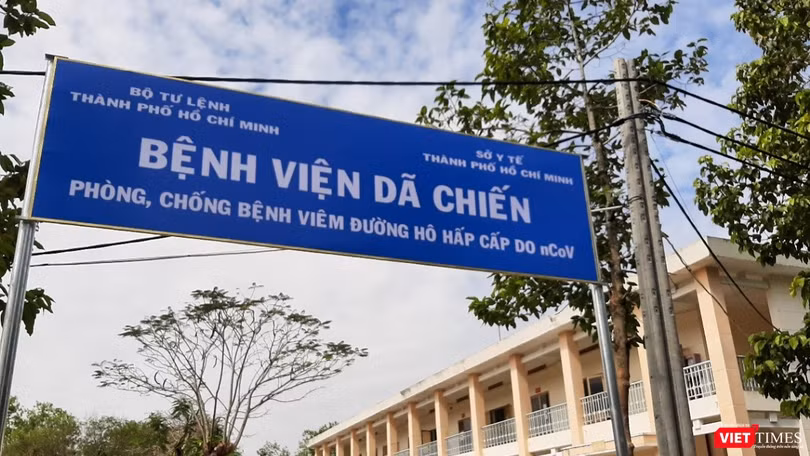 BỘ TƯ LỆNH
THÀNH PHỐ HỒ CHÍ MINH
SỞ Y TẾ
THÀNH PHỐ HỒ CHÍ MINH
BỆNH VIỆN DÃ CHIẾN
PHÒNG, CHỐNG BỆNH VIÊM ĐƯỜNG HÔ HẤP CẤP DO nCoV
VIETTIMES